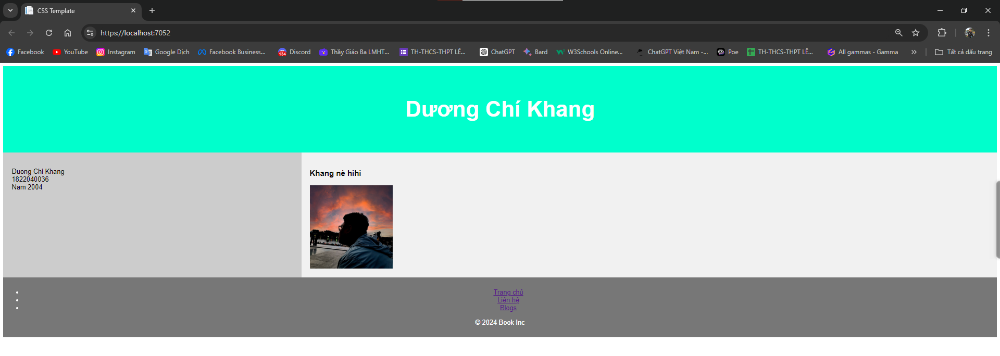 CSS Template
https://localhost:7052
Facebook
YouTube
Instagram
Google Dịch
Facebook Business...
134
Discord
Thầy Giáo Ba LMHT...
TH-THCS-THPT LÊ...
ChatGPT
Bard
W3Schools Online...
ChatGPT Việt Nam -...
Poe
TH-THCS-THPT LÊ...
All gammas - Gamma
Tất cả dấu trang
Dương Chí Khang
Duong Chi Khang
1822040036
Nam 2004
Khang nè hihi
Trang chủ
Liên hệ
Blogs
© 2024 Book Inc